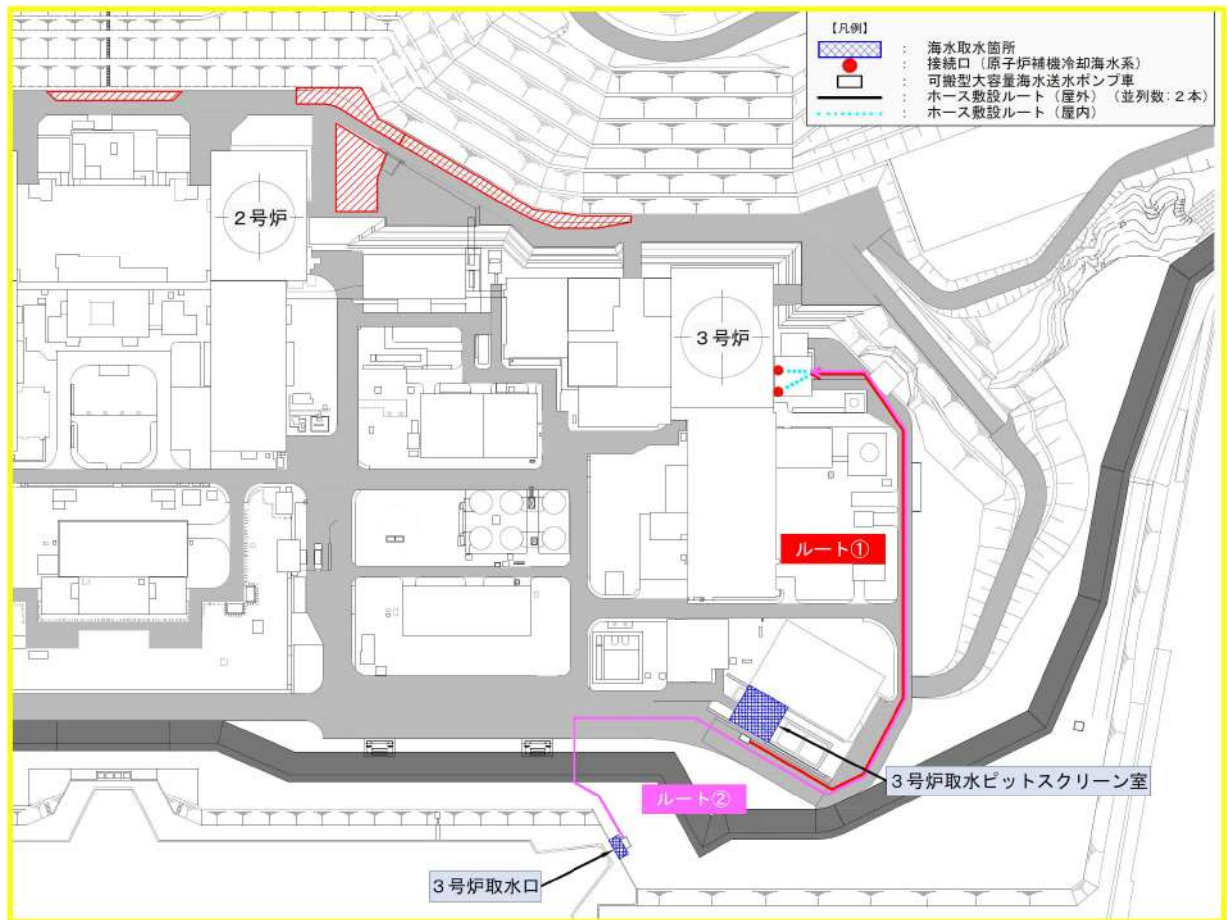 【凡例】
： 海水取水箇所
： 接続口（原子炉補機冷却海水系）
： 可搬型大容量海水送水ポンプ車
： ホース敷設ルート（屋外）（並列数：２本）
： ホース敷設ルート（屋内）
２号炉
３号炉
ルート①
３号炉取水ピットスクリーン室
ルート②
３号炉取水口